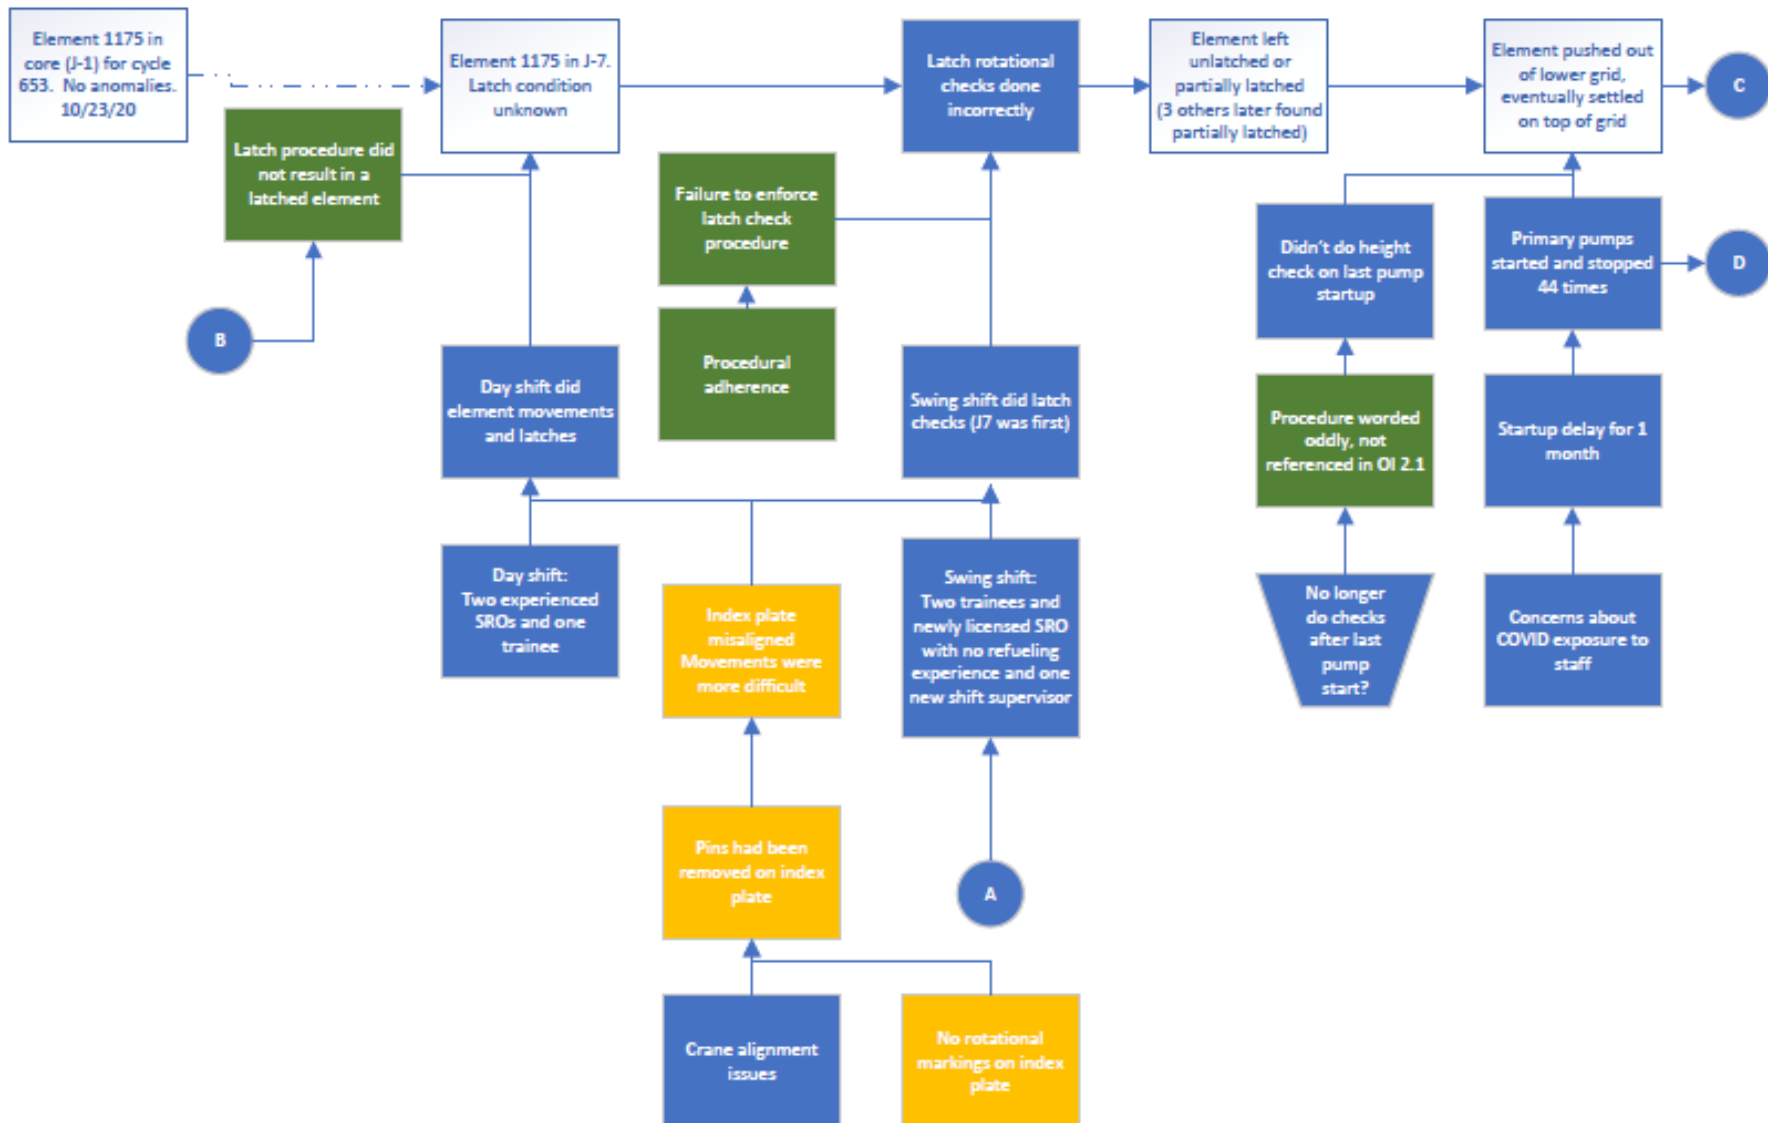 Element 1175 in
core (J-1) for cycle
653. No anomalies.
10/23/20
Element 1175 in J-7.
Latch condition
unknown
Latch rotational
checks done
incorrectly
Element left
unlatched or
partially latched
(3 others later found
partially latched)
Element pushed out
of lower grid,
eventually settled
on top of grid
C
Latch procedure did
not result in a
latched element
Failure to enforce
latch check
procedure
Didn't do height
check on last pump
startup
Primary pumps
started and stopped
44 times
D
B
Procedural
adherence
Day shift did
element movements
and latches
Swing shift did latch
checks (J7 was first)
Procedure worded
oddly, not
referenced in OI 2.1
Startup delay for 1
month
Day shift:
Two experienced
SROs and one
trainee
Index plate
misaligned
Movements were
more difficult
Swing shift:
Two trainees and
newly licensed SRO
with no refueling
experience and one
new shift supervisor
No longer
do checks
after last
pump
start?
Concerns about
COVID exposure to
staff
Pins had been
removed on index
plate
A
Crane alignment
issues
No rotational
markings on index
plate